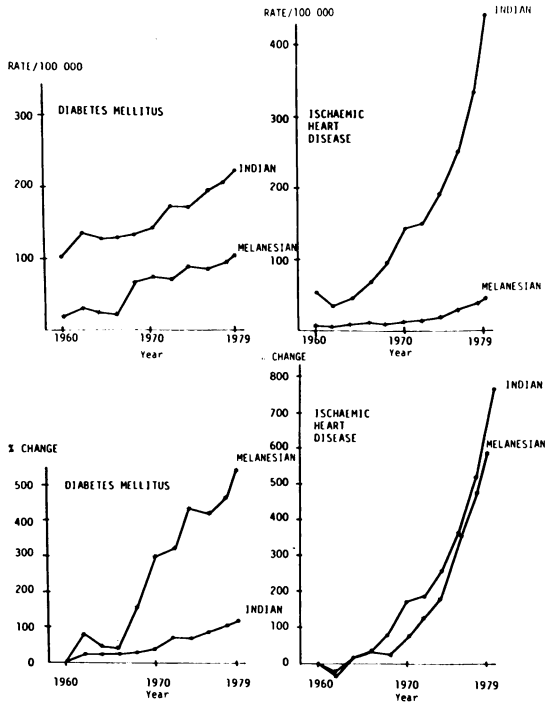 RATE/100 000
DIABETES MELLITUS
300
200
100
INDIAN
MELANESIAN
1960
1970
1979
Year
RATE/100 000
INDIAN
400
ISCHAEMIC
HEART
DISEASE
300
200
100
MELANESIAN
1960
1970
1979
Year
% CHANGE
MELANESIAN
DIABETES MELLITUS
500
400
300
200
100
0
INDIAN
1960
1970
1979
Year
CHANGE
800
INDIAN
ISCHAEMIC
HEART
DISEASE
700
600
MELANESIAN
500
400
300
200
100
0
1960
1970
1979
Year